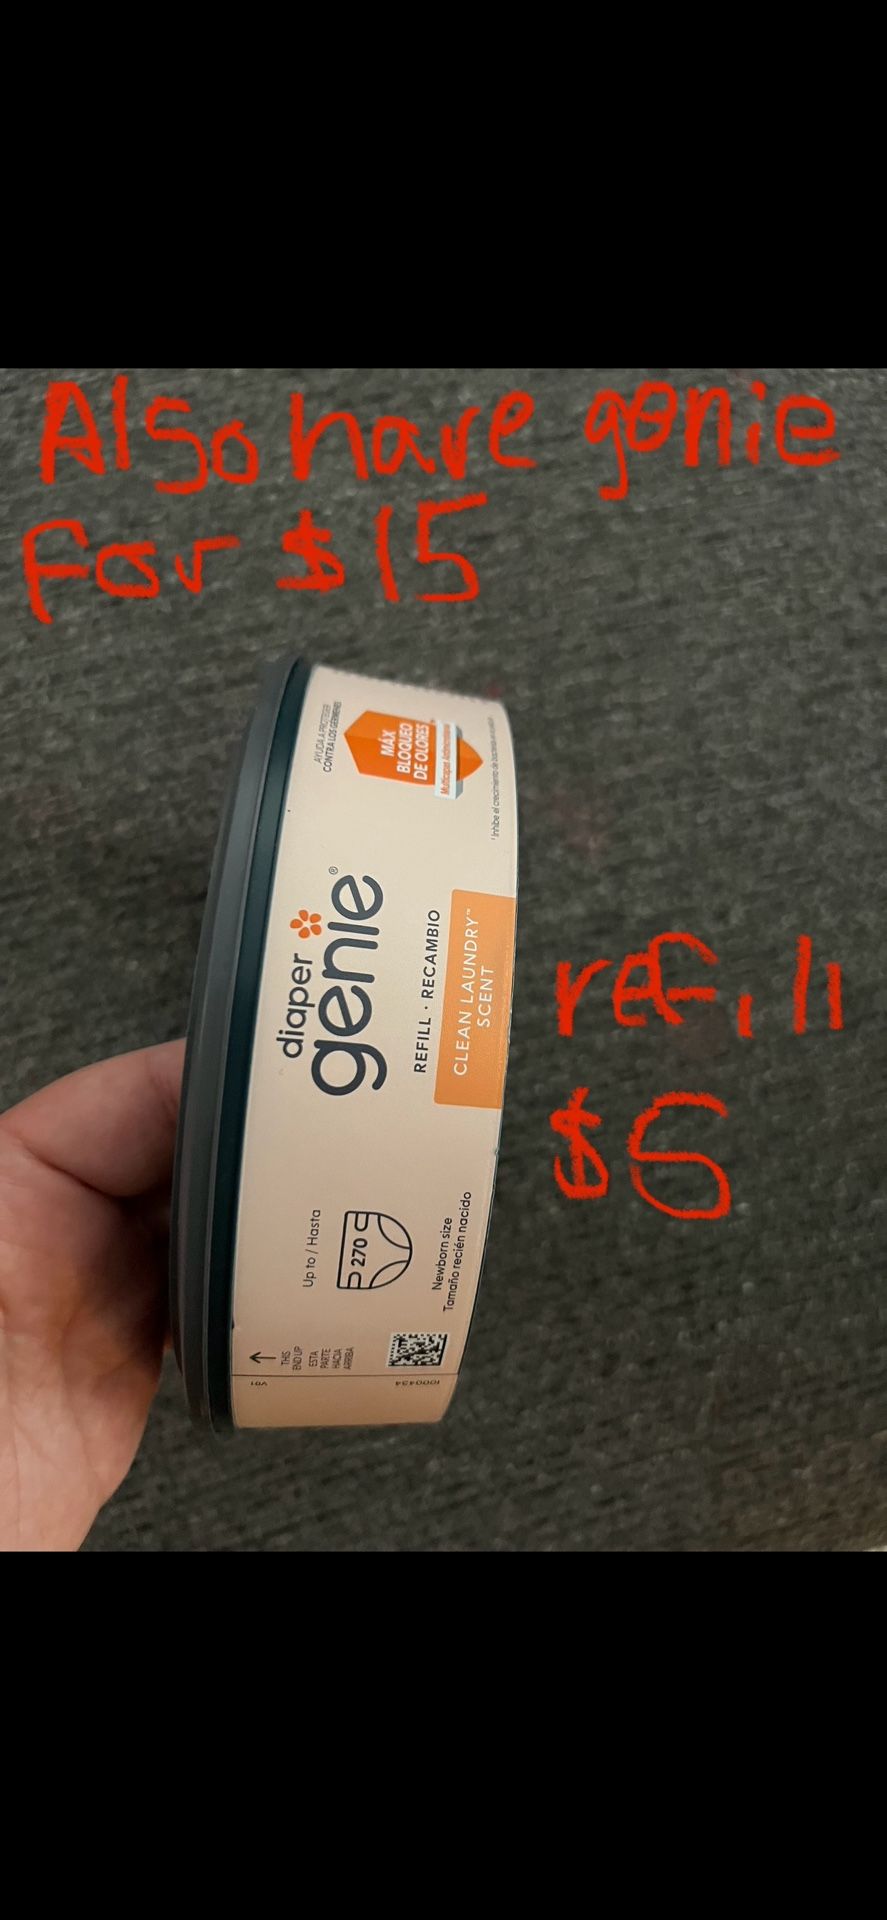 Also have genie
For $15
AYUDA A PROTEGER
CONTRA LOS GÉRMENES
MÁX
BLOQUEO
DE OLORES
diaper
genie®
REFILL · RECAMBIO
CLEAN LAUNDRY™
SCENT
refill
Up to / Hasta
270
Newborn size
Tamaño recién nacido
THIS
END UP
ESTA
PARTE
HACIA
ARRIBA
V01
1000434